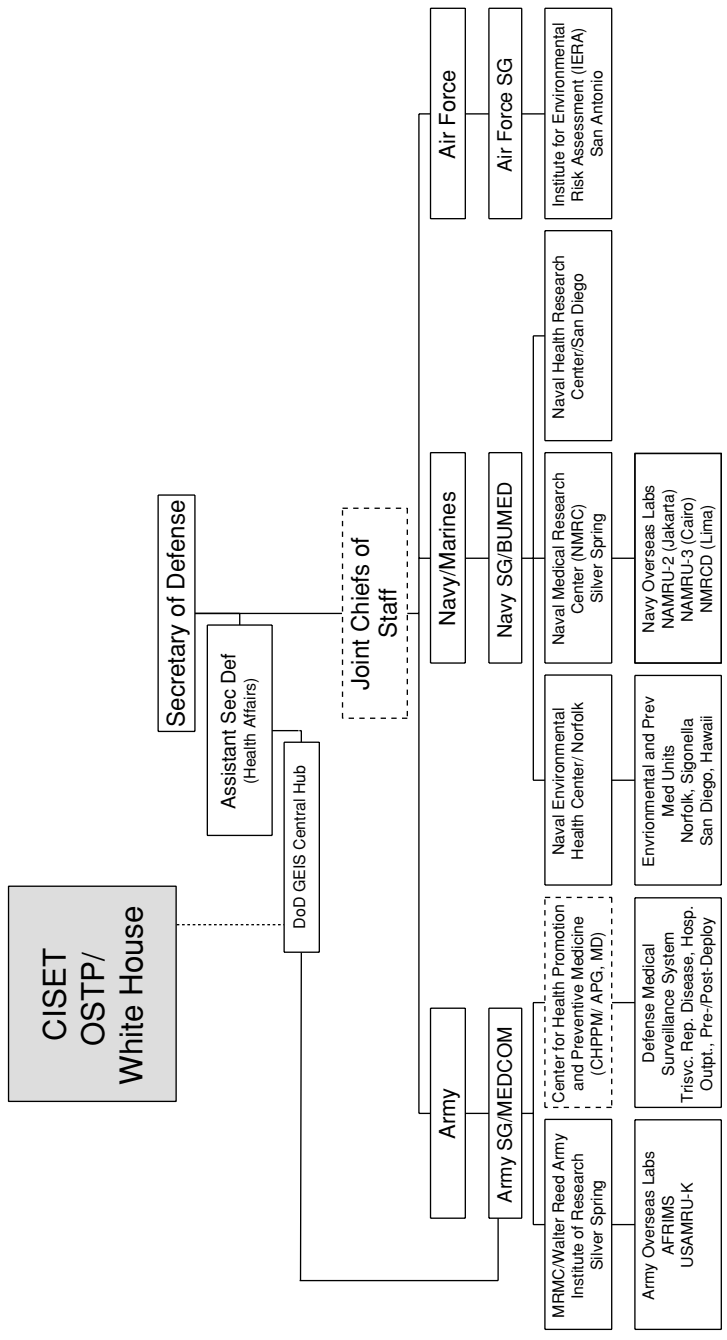 CISET
OSTP/
White House
Secretary of Defense
Assistant Sec Def
(Health Affairs)
DoD GEIS Central Hub
Joint Chiefs of
Staff
Army
Navy/Marines
Air Force
Army SG/MEDCOM
Navy SG/BUMED
Air Force SG
MRMC/Walter Reed Army
Institute of Research
Silver Spring
Center for Health Promotion
and Preventive Medicine
(CHPPM/ APG, MD)
Naval Environmental
Health Center/ Norfolk
Naval Medical Research
Center (NMRC)
Silver Spring
Naval Health Research
Center/San Diego
Institute for Environmental
Risk Assessment (IERA)
San Antonio
Army Overseas Labs
AFRIMS
USAMRU-K
Defense Medical
Surveillance System
Trisvc. Rep. Disease, Hosp.
Outpt., Pre-/Post-Deploy
Envrionmental and Prev
Med Units
Norfolk, Sigonella
San Diego, Hawaii
Navy Overseas Labs
NAMRU-2 (Jakarta)
NAMRU-3 (Cairo)
NMRCD (Lima)